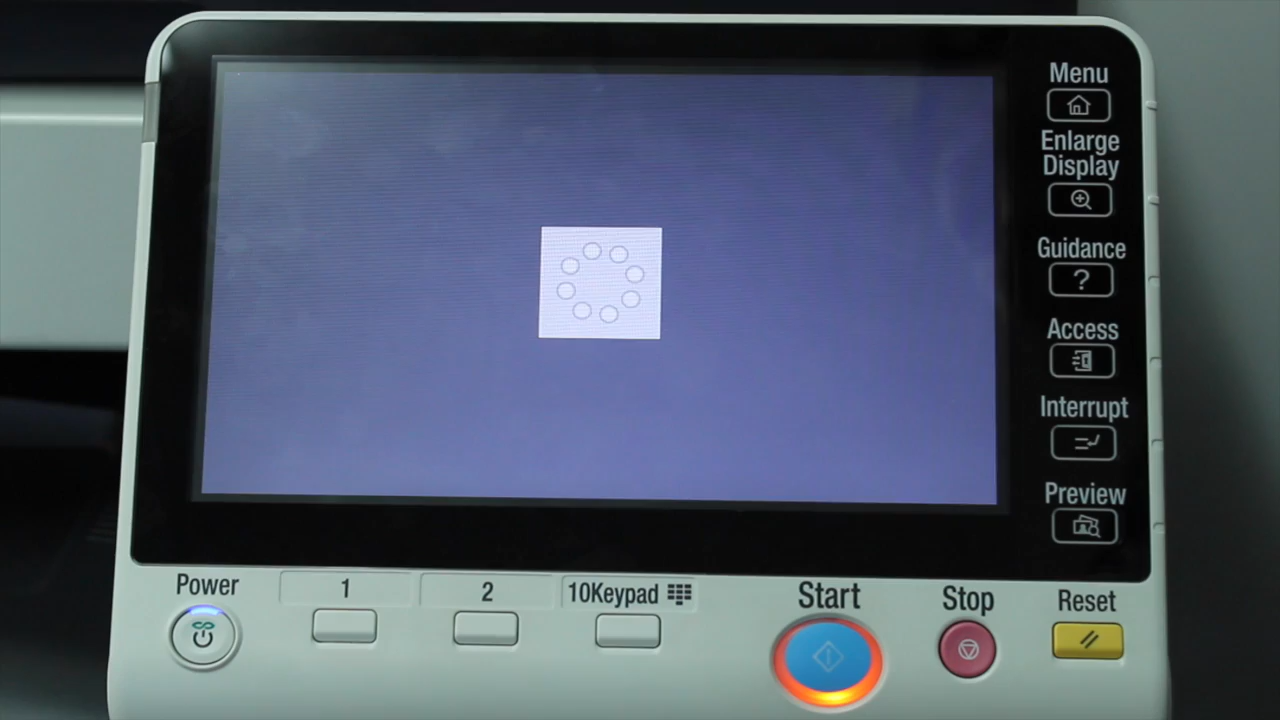 Menu
Enlarge
Display
Guidance
?
Access
Interrupt
Preview
Power
1
2
10Keypad
Start
Stop
Reset